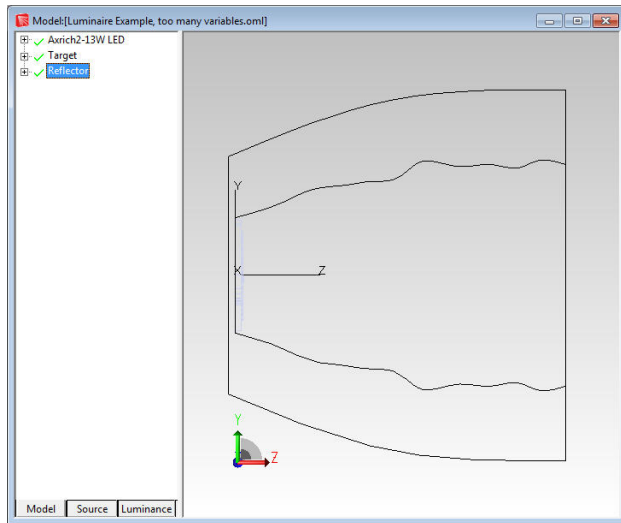 Model:[Luminaire Example, too many variables.oml]
Axrich2-13W LED
Target
Reflector
Y
X
Z
Y
Z
Model Source Luminance